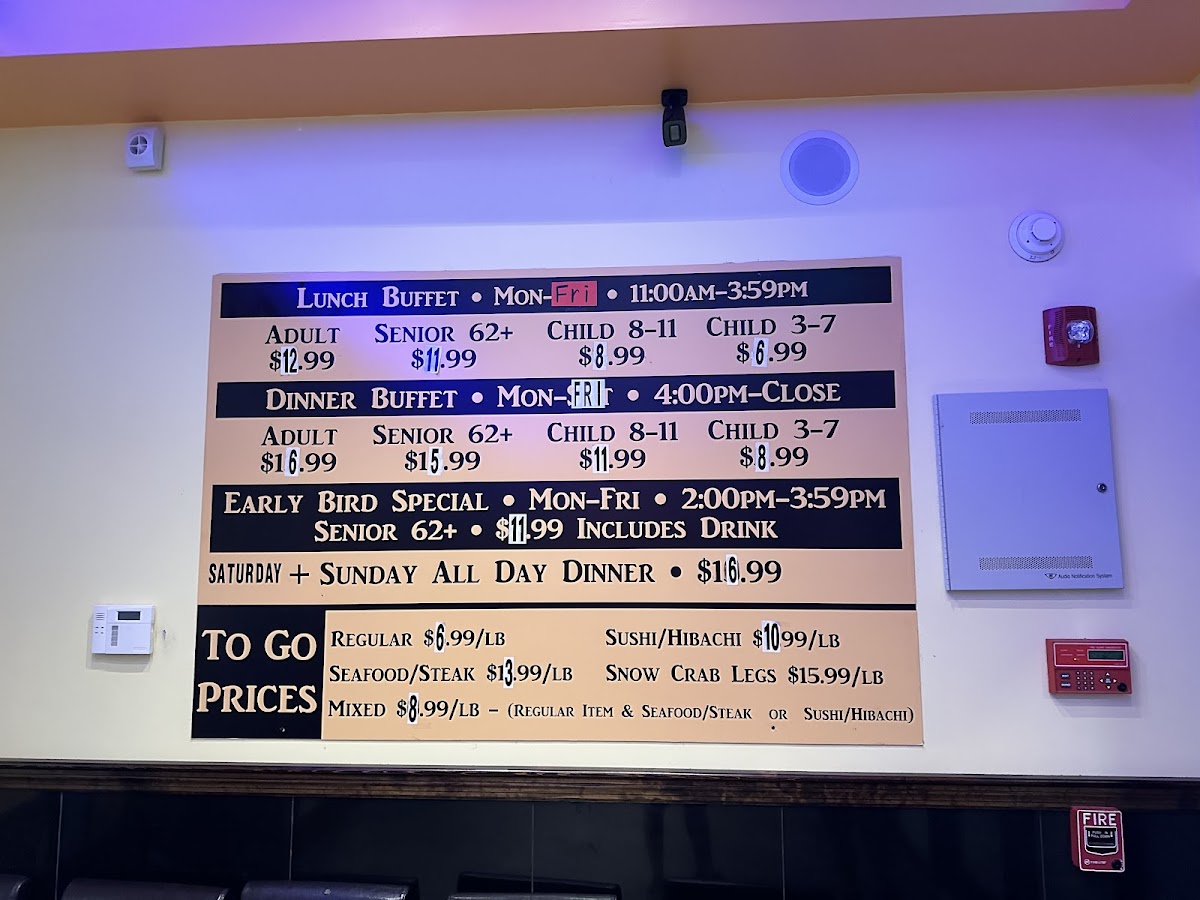 LUNCH BUFFET • MON-Fri • 11:00AM-3:59PM
ADULT SENIOR 62+ CHILD 8-11 CHILD 3-7
$12.99 $11.99 $8.99 $6.99
DINNER BUFFET • MON-FRI • 4:00PM-CLOSE
ADULT SENIOR 62+ CHILD 8-11 CHILD 3-7
$16.99 $15.99 $11.99 $8.99
EARLY BIRD SPECIAL • MON-FRI • 2:00PM-3:59PM
SENIOR 62+ • $11.99 INCLUDES DRINK
SATURDAY + SUNDAY ALL DAY DINNER • $16.99
TO GO PRICES
REGULAR $6.99/LB SUSHI/HIBACHI $1099/LB
SEAFOOD/STEAK $13.99/LB SNOW CRAB LEGS $15.99/LB
MIXED $8.99/LB - (REGULAR ITEM & SEAFOOD/STEAK OR SUSHI/HIBACHI)
FIRE
Audio Notification System
FIRE